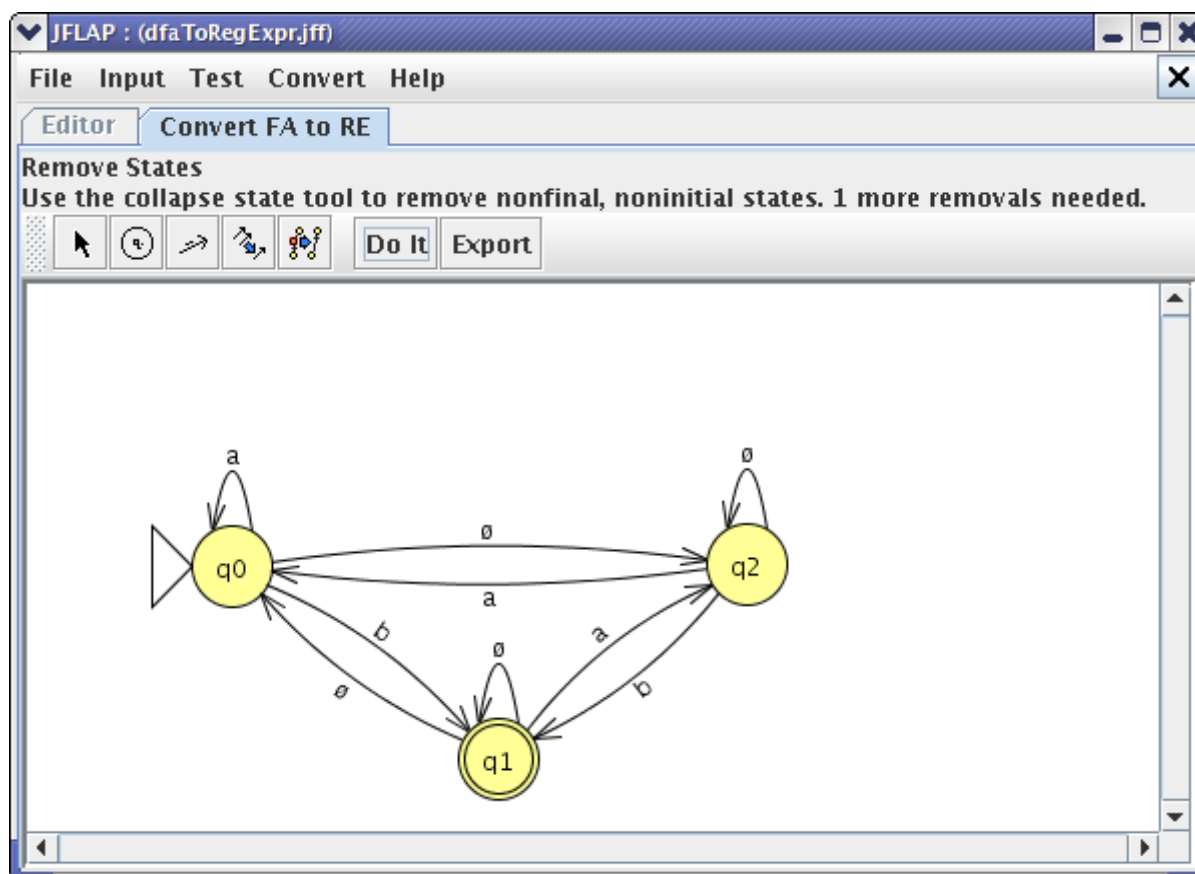 JFLAP : (dfaToRegExpr.jff)
File Input Test Convert Help
Editor Convert FA to RE
Remove States
Use the collapse state tool to remove nonfinal, noninitial states. 1 more removals needed.
q Do It Export
a ø
ø
q0 q2
a
b a
ø
ø b
q1